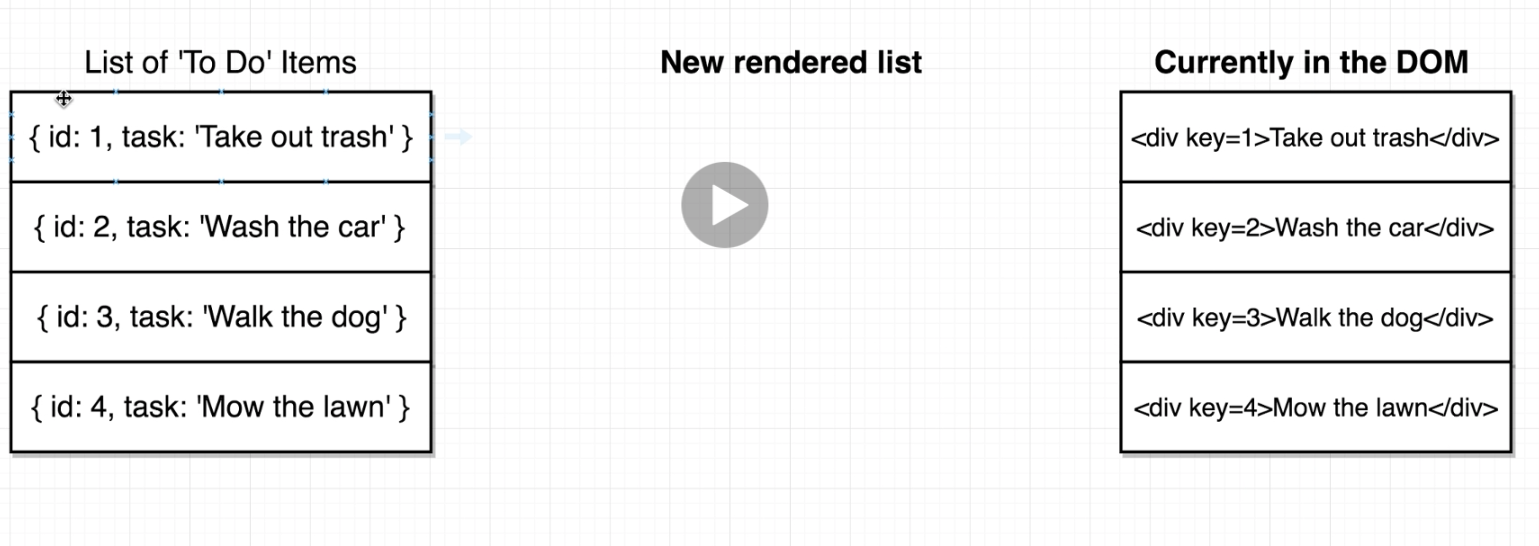 List of 'To Do' Items
{ id: 1, task: 'Take out trash' }
{ id: 2, task: 'Wash the car' }
{ id: 3, task: 'Walk the dog' }
{ id: 4, task: 'Mow the lawn' }
New rendered list
Currently in the DOM
<div key=1>Take out trash</div>
<div key=2>Wash the car</div>
<div key=3>Walk the dog</div>
<div key=4>Mow the lawn</div>